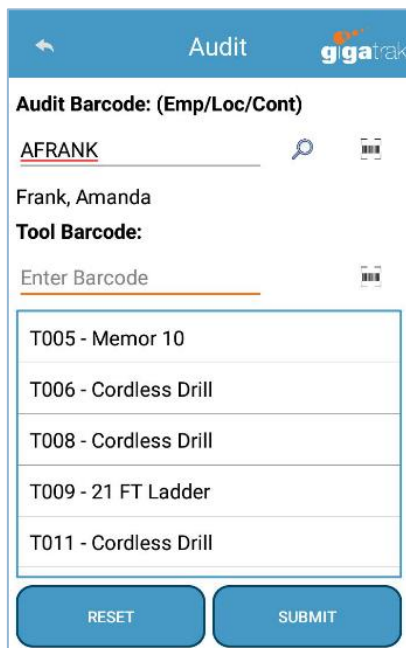 Audit gigatrak
Audit Barcode: (Emp/Loc/Cont)
AFRANK
Frank, Amanda
Tool Barcode:
Enter Barcode
T005 - Memor 10
T006 - Cordless Drill
T008 - Cordless Drill
T009 - 21 FT Ladder
T011 - Cordless Drill
RESET SUBMIT